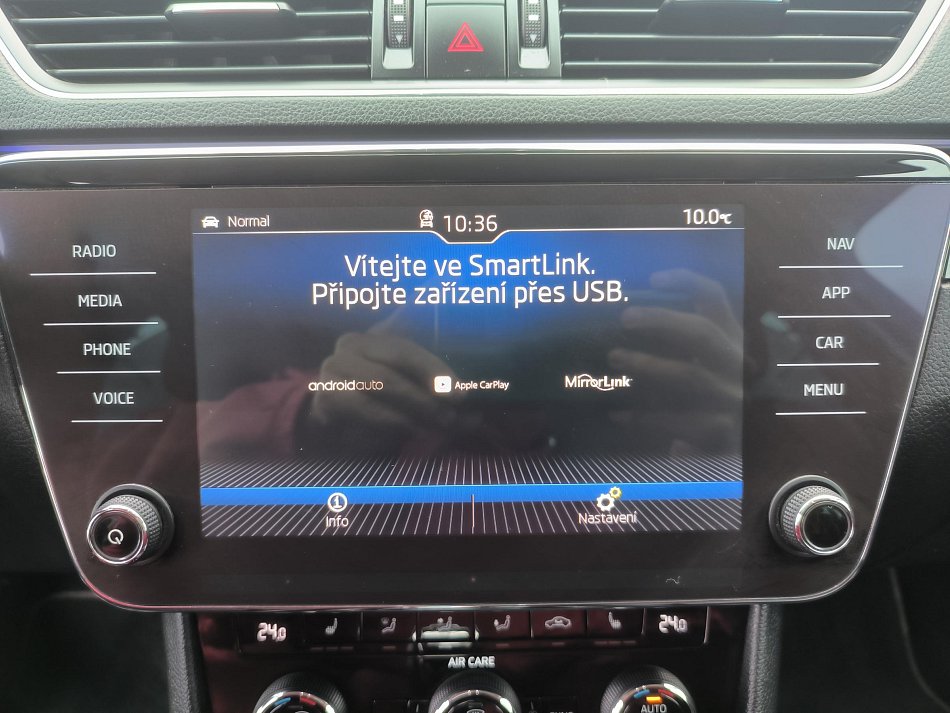 Normal
10:36
10.0°C
RADIO
MEDIA
PHONE
VOICE
Vítejte ve SmartLink.
Připojte zařízení přes USB.
androidauto
Apple CarPlay
MirrorLink
Info
Nastavení
NAV
APP
CAR
MENU
24.0
24.0
AIR CARE
AUTO